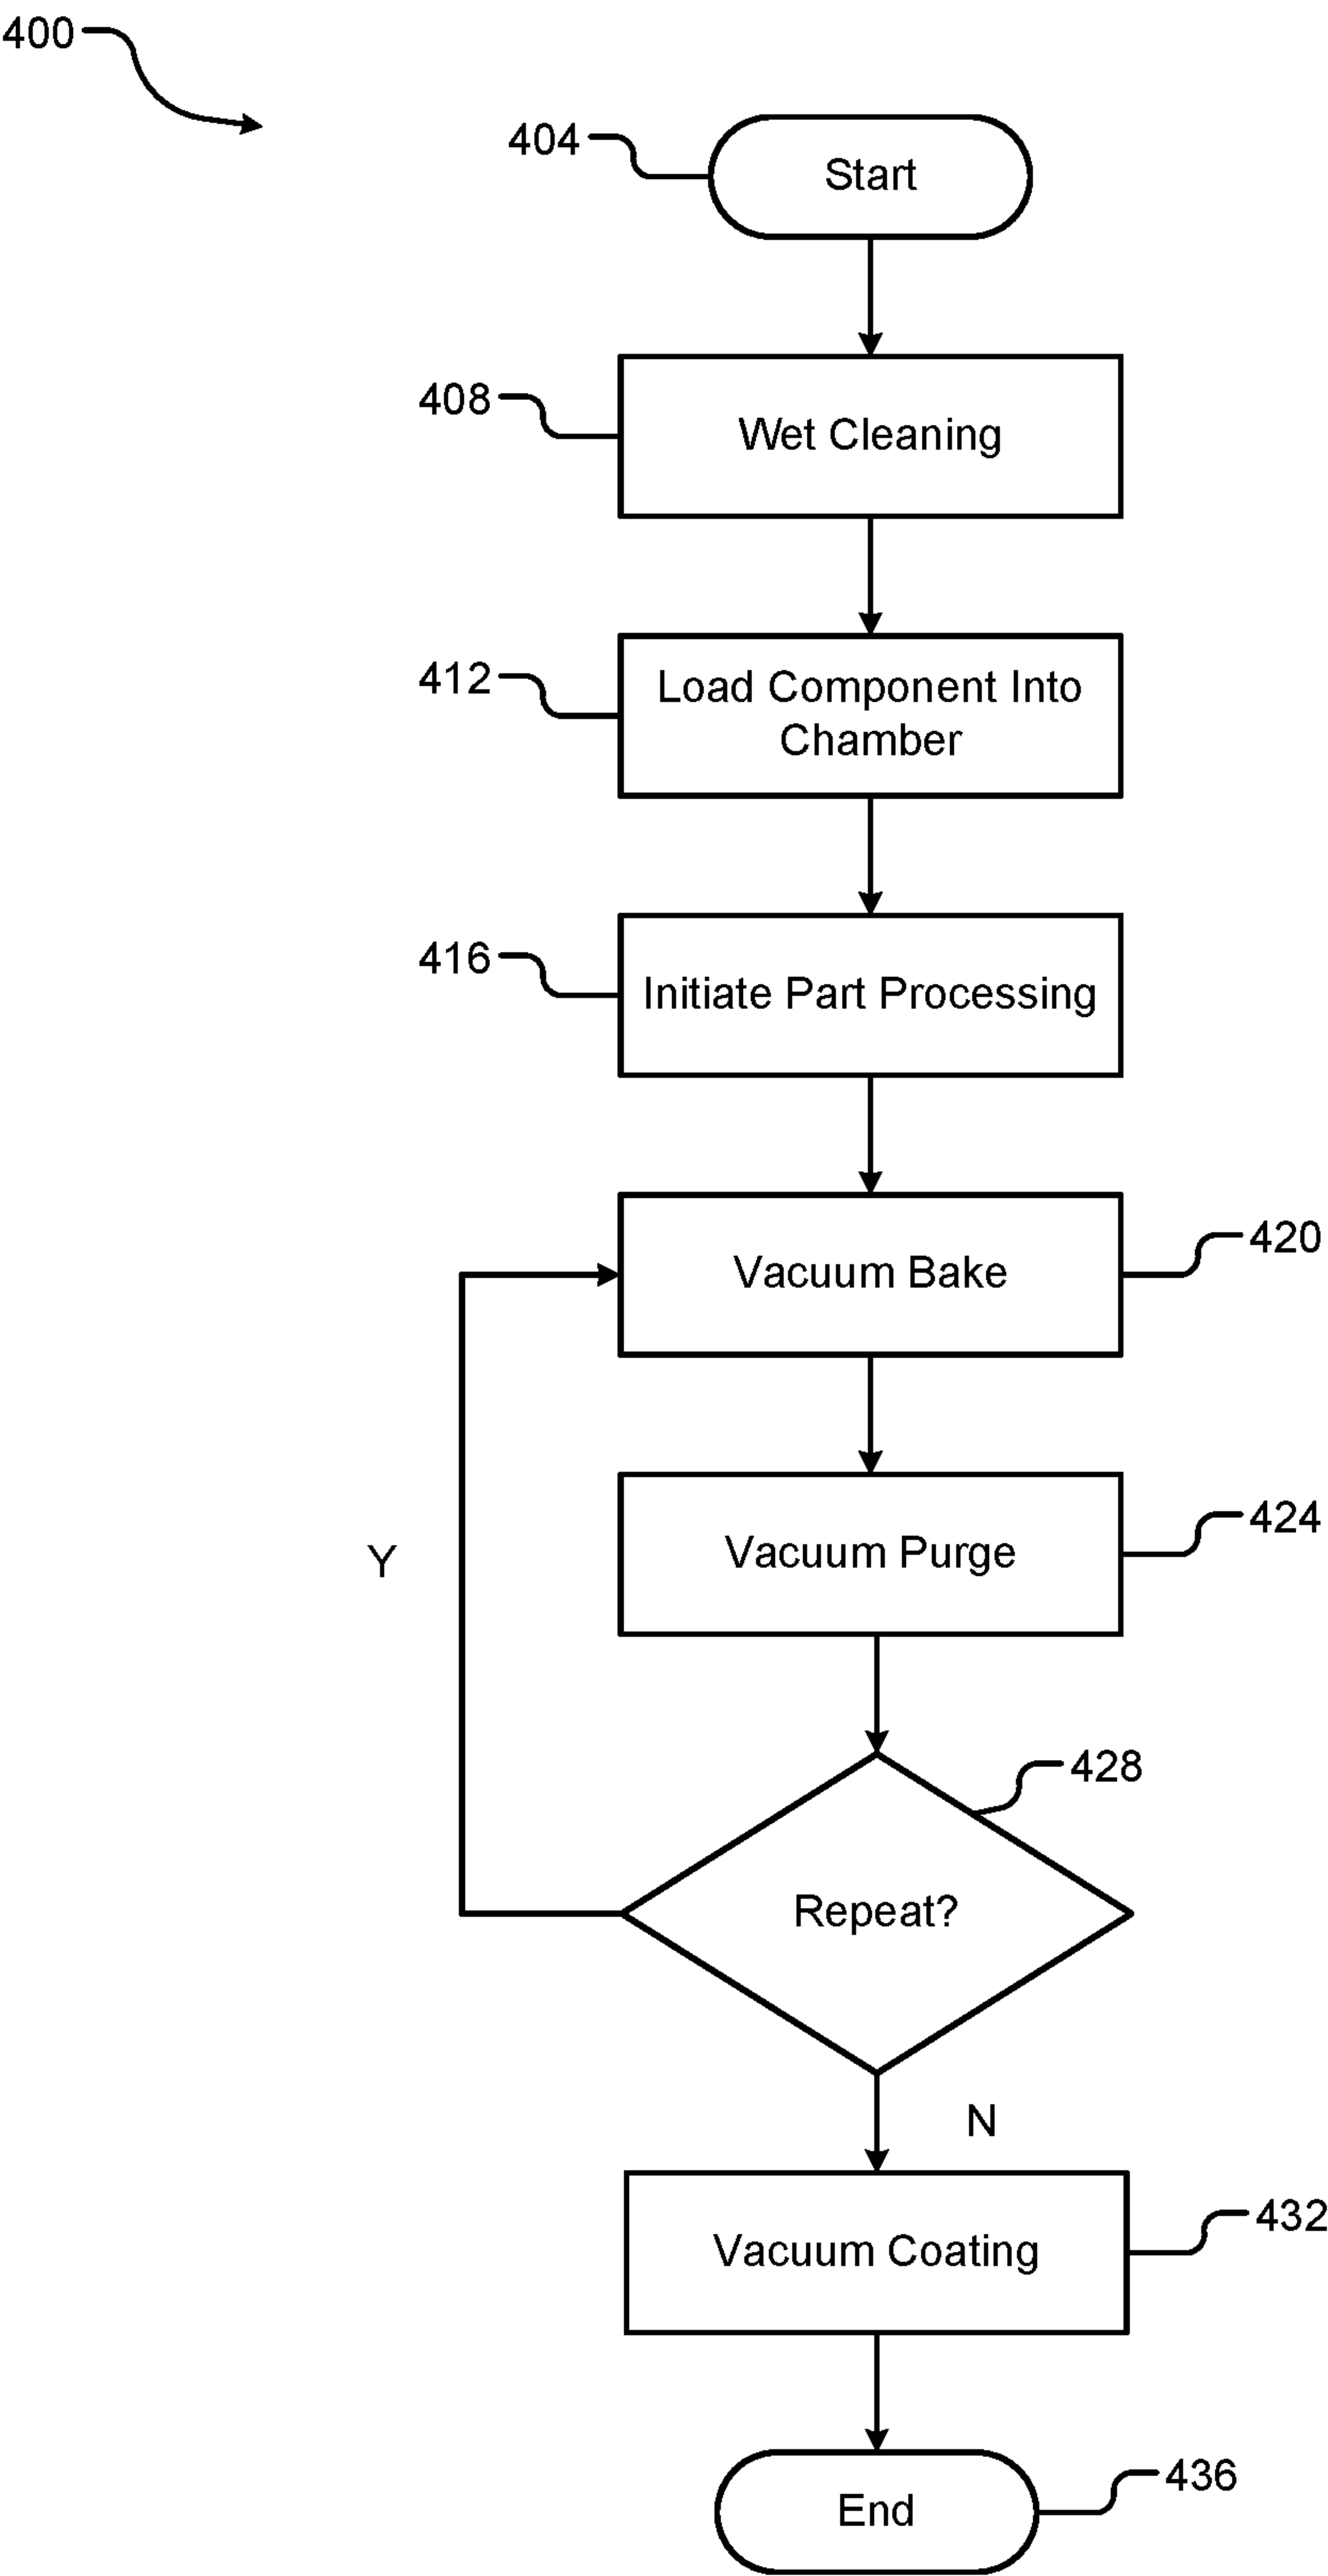 400
404
Start
408
Wet Cleaning
412
Load Component Into
Chamber
416
Initiate Part Processing
420
Vacuum Bake
424
Vacuum Purge
Y
428
Repeat?
N
432
Vacuum Coating
436
End